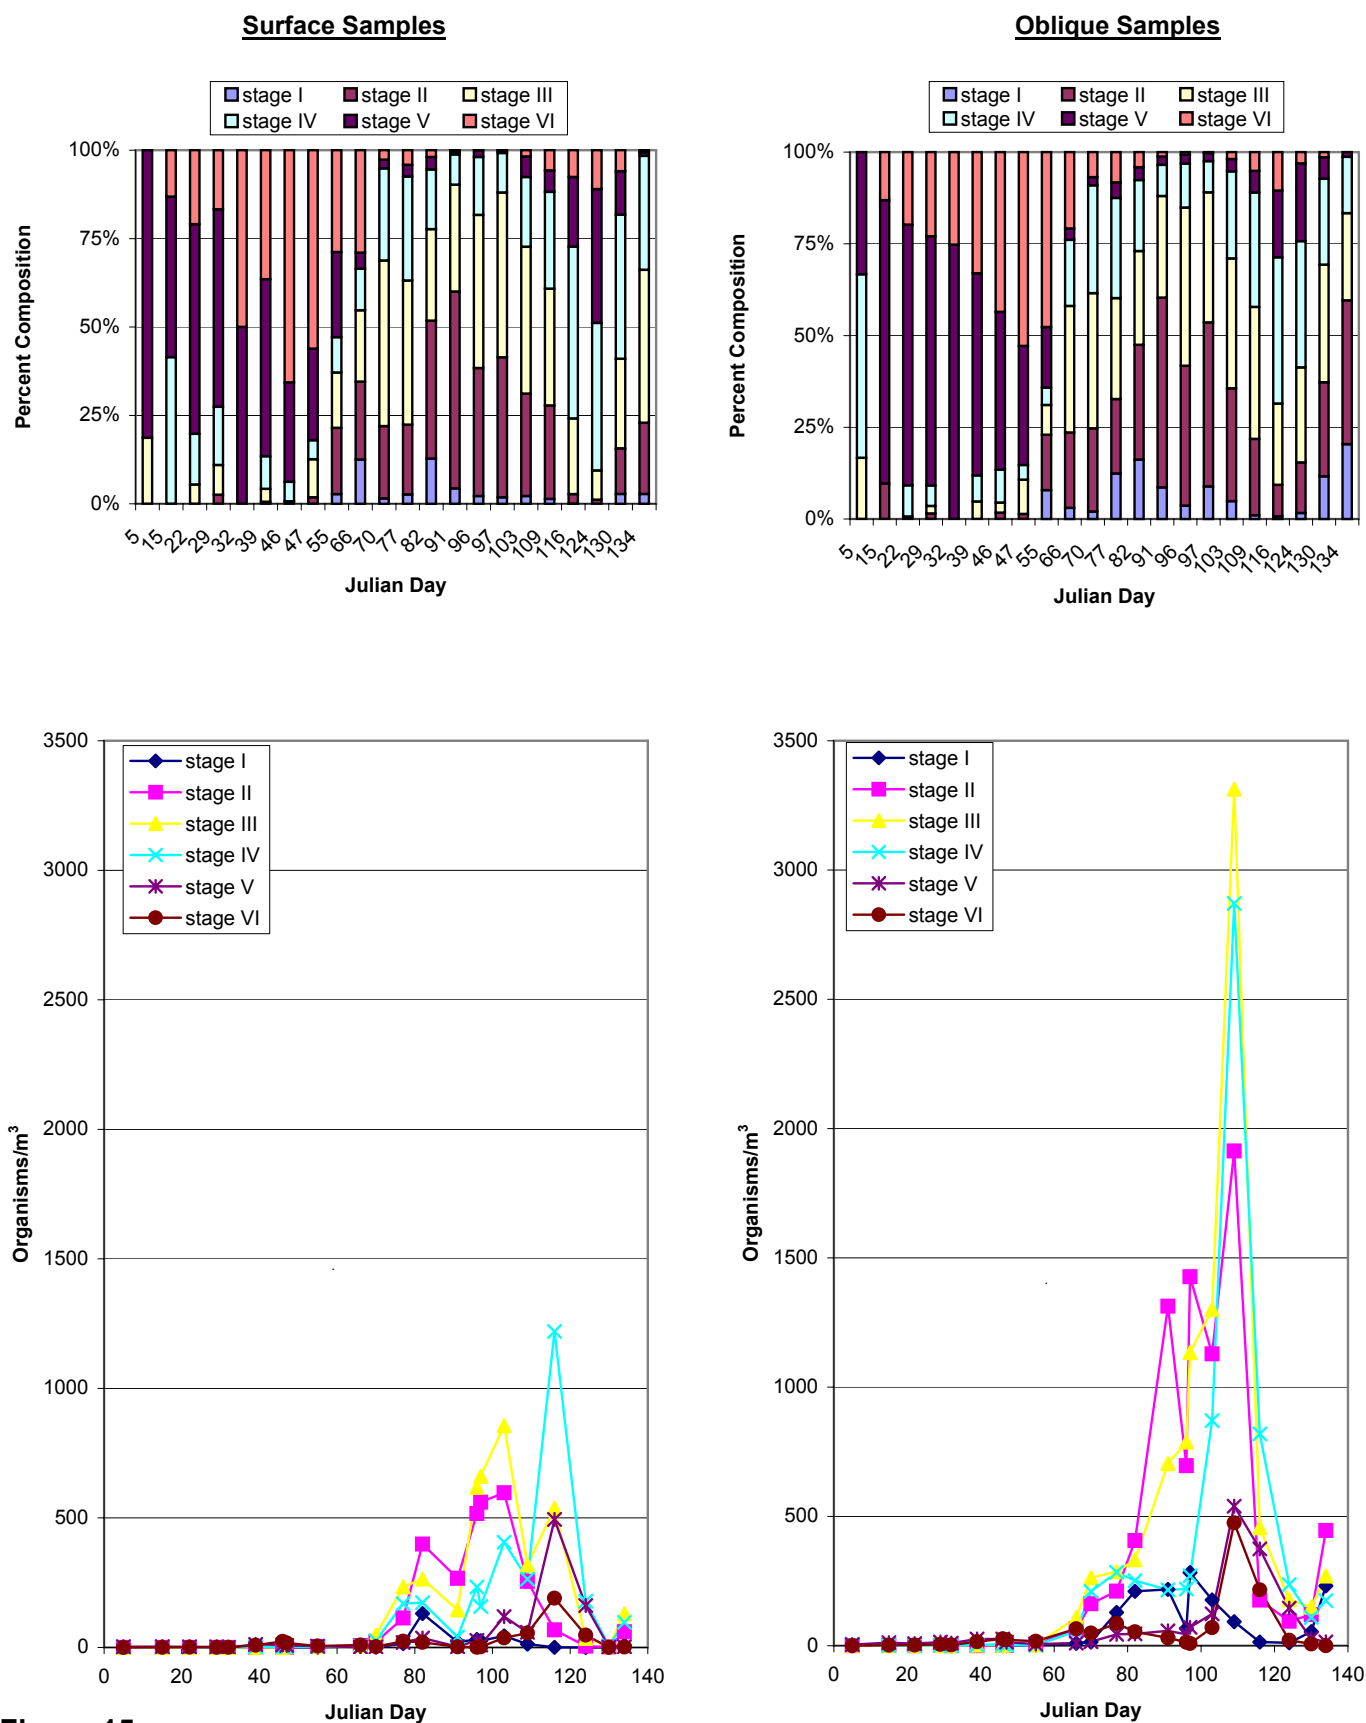 Surface Samples
stage I stage II stage III
stage IV stage V stage VI
100%
75%
50%
25%
0%
Percent Composition
5 15 22 29 32 39 46 47 55 66 70 77 82 91 96 97 103 109 116 124 130 134
Julian Day
Oblique Samples
stage I stage II stage III
stage IV stage V stage VI
100%
75%
50%
25%
0%
Percent Composition
5 15 22 29 32 39 46 47 55 66 70 77 82 91 96 97 103 109 116 124 130 134
Julian Day
3500
3000
2500
2000
1500
1000
500
0
Organisms/m³
stage I
stage II
stage III
stage IV
stage V
stage VI
0 20 40 60 80 100 120 140
Julian Day
3500
3000
2500
2000
1500
1000
500
0
Organisms/m³
stage I
stage II
stage III
stage IV
stage V
stage VI
0 20 40 60 80 100 120 140
Julian Day